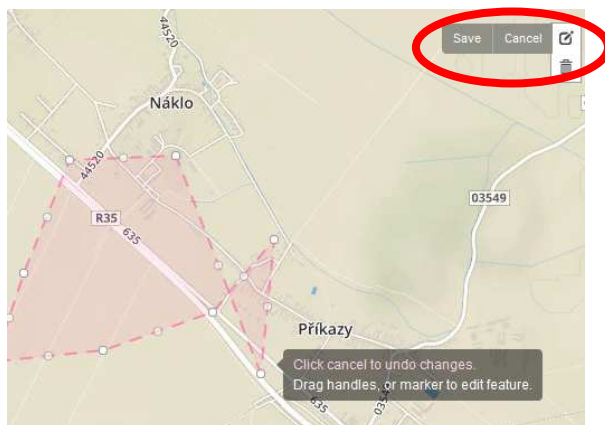 44520
Save Cancel
Náklo
44520
03549
R35
635
Příkazy
Click cancel to undo changes.
Drag handles, or marker to edit feature.
635